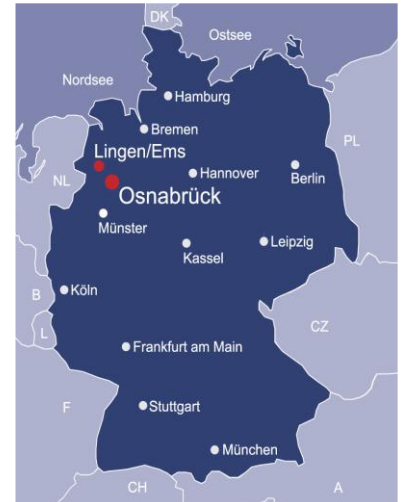 DK
Ostsee
Nordsee
Hamburg
Bremen
Lingen/Ems
PL
NL
Hannover
Berlin
Osnabrück
Münster
Kassel
Leipzig
B
Köln
L
CZ
Frankfurt am Main
F
Stuttgart
München
CH
A